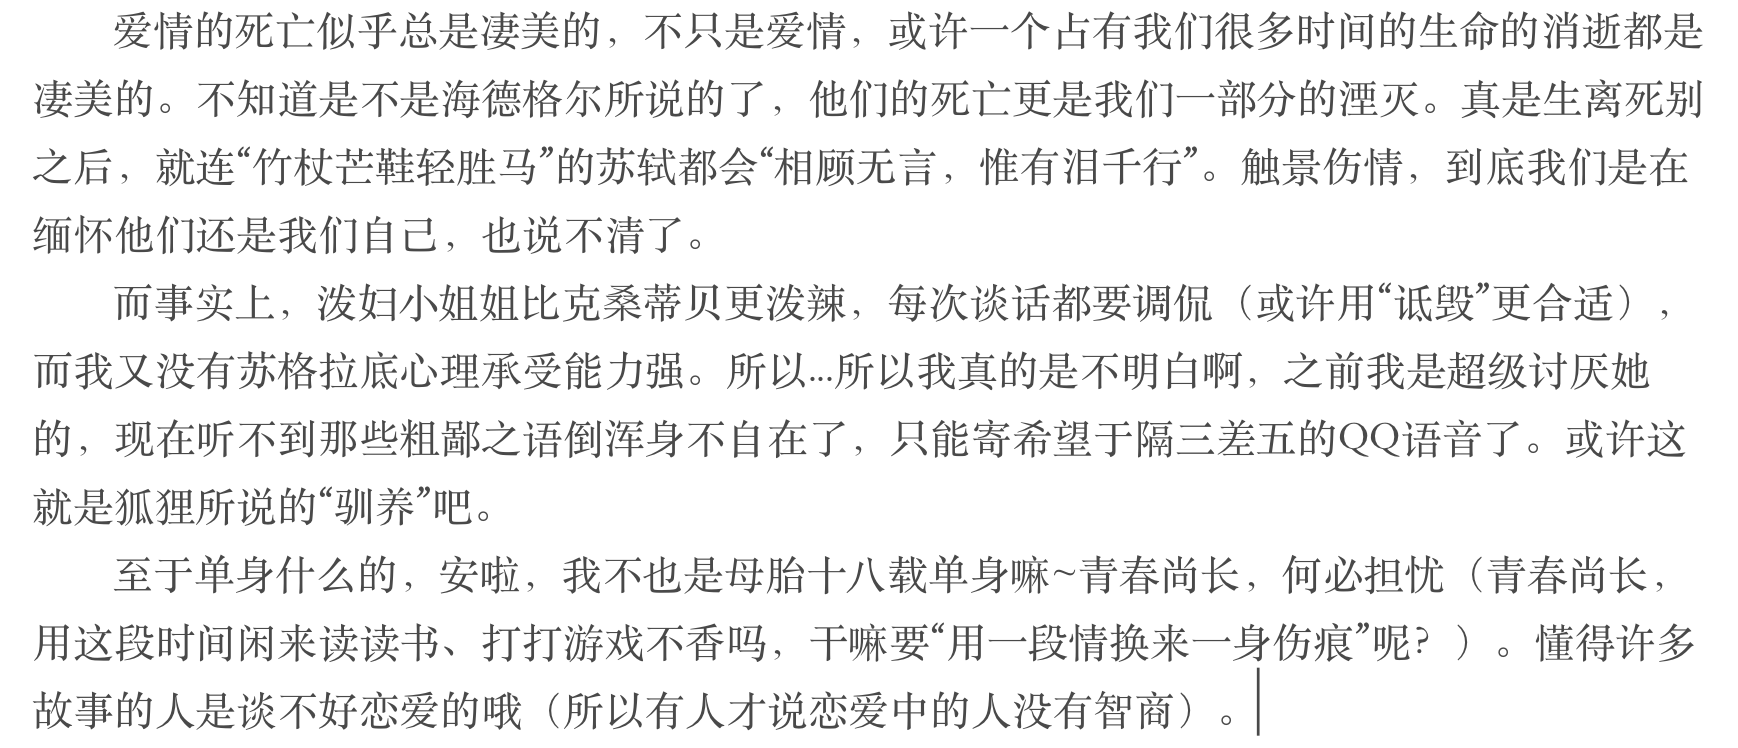 爱情的死亡似乎总是凄美的，不只是爱情，或许一个占有我们很多时间的生命的消逝都是
凄美的。不知道是不是海德格尔所说的了，他们的死亡更是我们一部分的湮灭。真是生离死别
之后，就连“竹杖芒鞋轻胜马”的苏轼都会“相顾无言，惟有泪千行”。触景伤情，到底我们是在
缅怀他们还是我们自己，也说不清了。
而事实上，泼妇小姐姐比克桑蒂贝更泼辣，每次谈话都要调侃（或许用“诋毁”更合适），
而我又没有苏格拉底心理承受能力强。所以...所以我真的是不明白啊，之前我是超级讨厌她
的，现在听不到那些粗鄙之语倒浑身不自在了，只能寄希望于隔三差五的QQ语音了。或许这
就是狐狸所说的“驯养”吧。
至于单身什么的，安啦，我不也是母胎十八载单身嘛~青春尚长，何必担忧（青春尚长，
用这段时间闲来读读书、打打游戏不香吗，干嘛要“用一段情换来一身伤痕”呢？）。懂得许多
故事的人是谈不好恋爱的哦（所以有人才说恋爱中的人没有智商）。